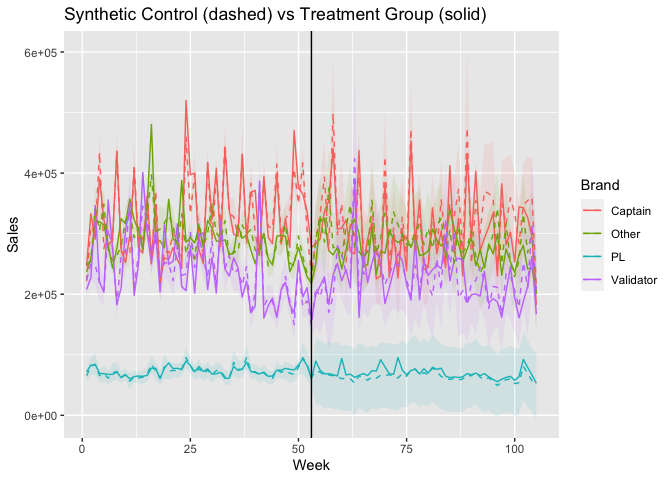 Synthetic Control (dashed) vs Treatment Group (solid)
6e+05
4e+05
2e+05
0e+00
Sales
0
25
50
75
100
Week
Brand
Captain
Other
PL
Validator